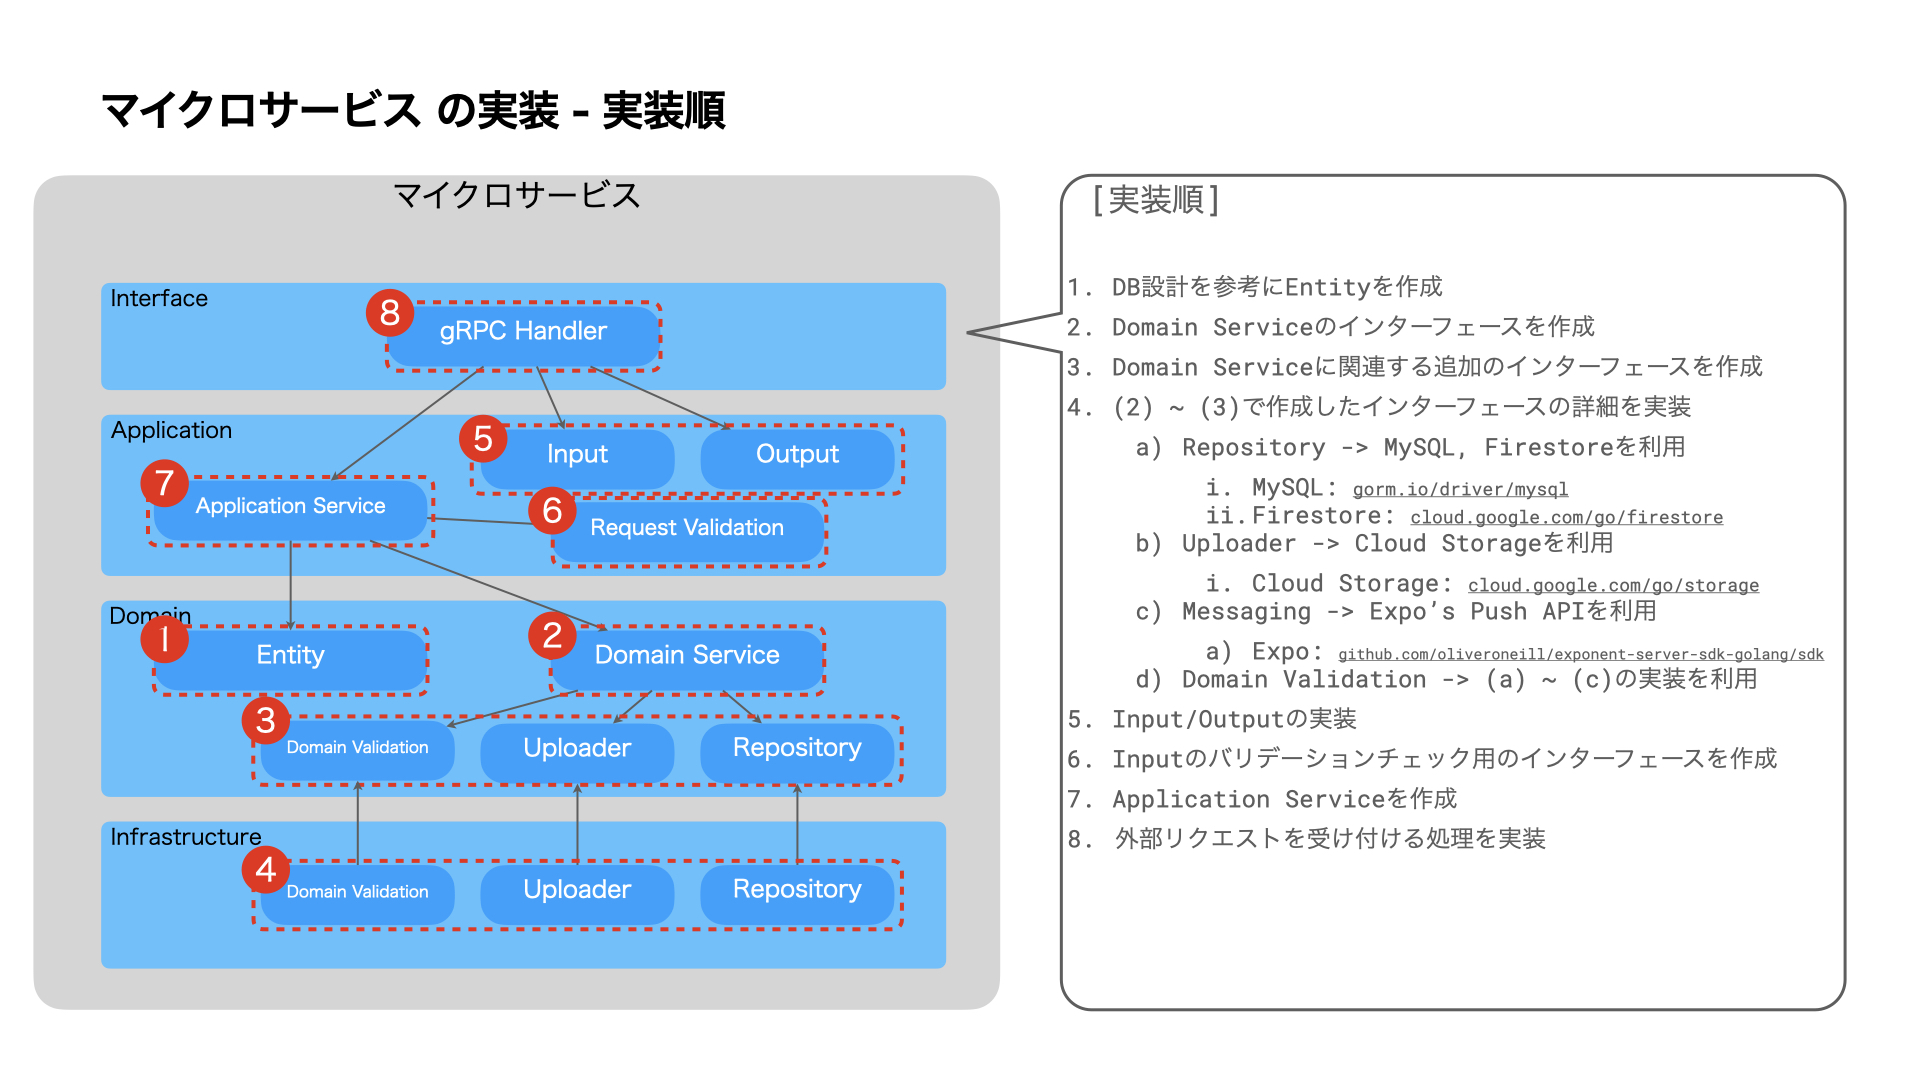 マイクロサービス の実装 - 実装順
マイクロサービス
Interface
8
gRPC Handler
Application
5
Input
Output
7
Application Service
6
Request Validation
Domain
1
Entity
2
Domain Service
3
Domain Validation
Uploader
Repository
Infrastructure
4
Domain Validation
Uploader
Repository
[実装順]
1. DB設計を参考にEntityを作成
2. Domain Serviceのインターフェースを作成
3. Domain Serviceに関連する追加のインターフェースを作成
4. (2) ~ (3)で作成したインターフェースの詳細を実装
a) Repository -> MySQL, Firestoreを利用
i. MySQL: gorm.io/driver/mysql
ii. Firestore: cloud.google.com/go/firestore
b) Uploader -> Cloud Storageを利用
i. Cloud Storage: cloud.google.com/go/storage
c) Messaging -> Expo’s Push APIを利用
a) Expo: github.com/oliveroneill/exponent-server-sdk-golang/sdk
d) Domain Validation -> (a) ~ (c)の実装を利用
5. Input/Outputの実装
6. Inputのバリデーションチェック用のインターフェースを作成
7. Application Serviceを作成
8. 外部リクエストを受け付ける処理を実装